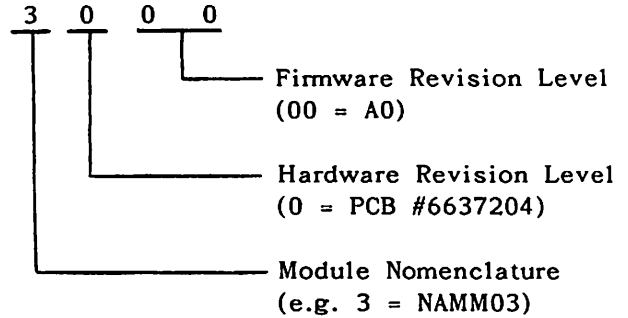 3 0 0 0
Firmware Revision Level
(00 = A0)
Hardware Revision Level
(0 = PCB #6637204)
Module Nomenclature
(e.g. 3 = NAMM03)